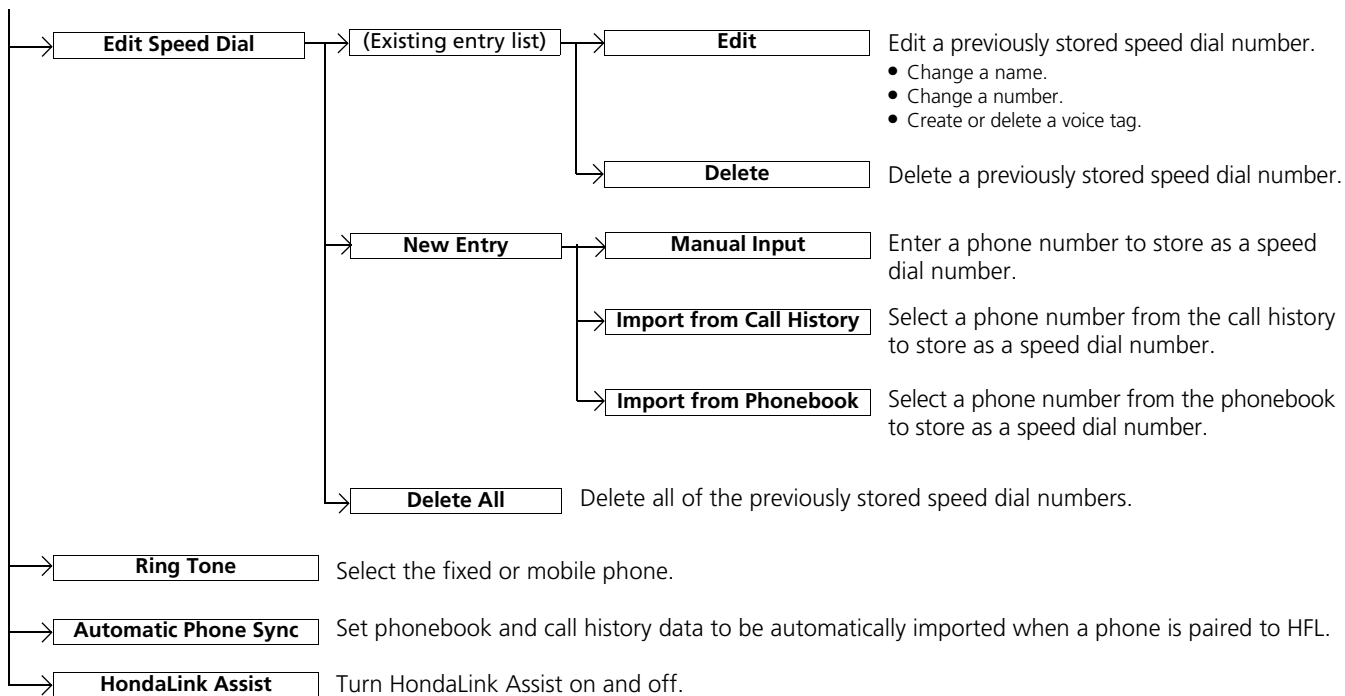 Edit Speed Dial
(Existing entry list)
Edit
Edit a previously stored speed dial number.
• Change a name.
• Change a number.
• Create or delete a voice tag.
Delete
Delete a previously stored speed dial number.
New Entry
Manual Input
Enter a phone number to store as a speed
dial number.
Import from Call History
Select a phone number from the call history
to store as a speed dial number.
Import from Phonebook
Select a phone number from the phonebook
to store as a speed dial number.
Delete All
Delete all of the previously stored speed dial numbers.
Ring Tone
Select the fixed or mobile phone.
Automatic Phone Sync
Set phonebook and call history data to be automatically imported when a phone is paired to HFL.
HondaLink Assist
Turn HondaLink Assist on and off.